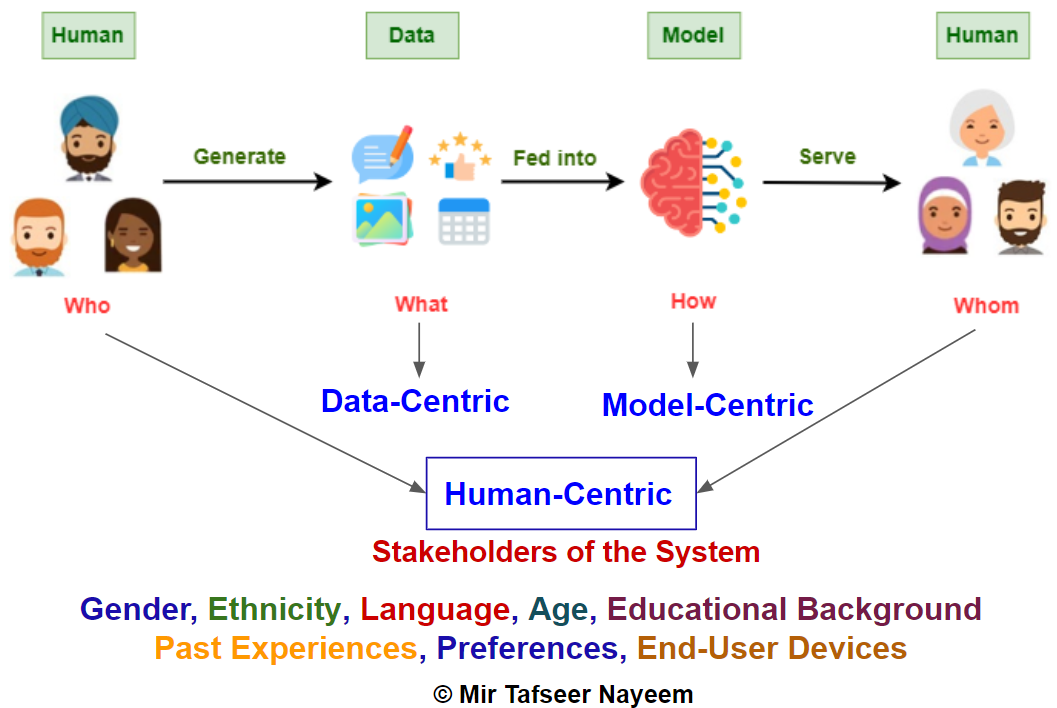 Human Data Model Human
Generate Fed into Serve
Who What How Whom
Data-Centric Model-Centric
Human-Centric
Stakeholders of the System
Gender, Ethnicity, Language, Age, Educational Background
Past Experiences, Preferences, End-User Devices
© Mir Tafseer Nayeem